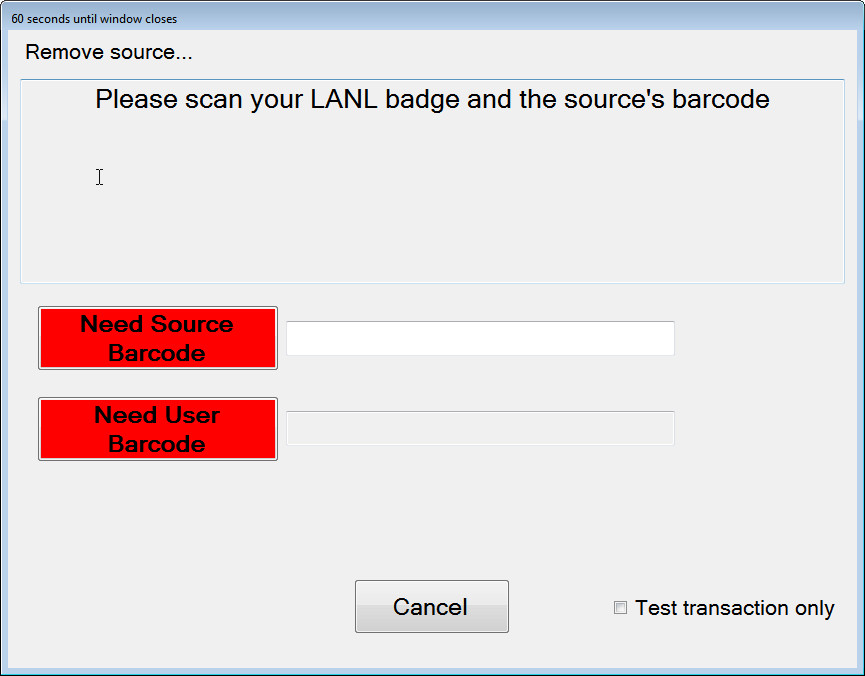 60 seconds until window closes
Remove source...
Please scan your LANL badge and the source's barcode
Need Source
Barcode
Need User
Barcode
Cancel
Test transaction only